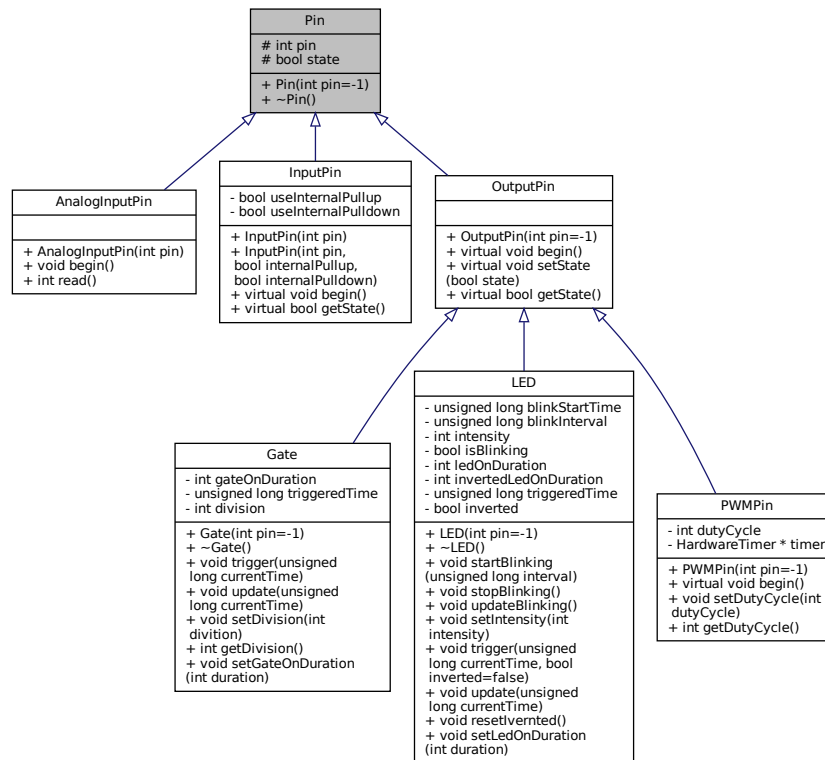 Pin
# int pin
# bool state
+ Pin(int pin=-1)
+ ~Pin()
AnalogInputPin
+ AnalogInputPin(int pin)
+ void begin()
+ int read()
InputPin
- bool useInternalPullup
- bool useInternalPulldown
+ InputPin(int pin)
+ InputPin(int pin,
bool internalPullup,
bool internalPulldown)
+ virtual void begin()
+ virtual bool getState()
OutputPin
+ OutputPin(int pin=-1)
+ virtual void begin()
+ virtual void setState
(bool state)
+ virtual bool getState()
Gate
- int gateOnDuration
- unsigned long triggeredTime
- int division
+ Gate(int pin=-1)
+ ~Gate()
+ void trigger(unsigned
long currentTime)
+ void update(unsigned
long currentTime)
+ void setDivision(int
divition)
+ int getDivision()
+ void setGateOnDuration
(int duration)
LED
- unsigned long blinkStartTime
- unsigned long blinkInterval
- int intensity
- bool isBlinking
- int ledOnDuration
- int invertedLedOnDuration
- unsigned long triggeredTime
- bool inverted
+ LED(int pin=-1)
+ ~LED()
+ void startBlinking
(unsigned long interval)
+ void stopBlinking()
+ void updateBlinking()
+ void setIntensity(int
intensity)
+ void trigger(unsigned
long currentTime, bool
inverted=false)
+ void update(unsigned
long currentTime)
+ void resetIvernted()
+ void setLedOnDuration
(int duration)
PWMPin
- int dutyCycle
- HardwareTimer * timer
+ PWMPin(int pin=-1)
+ virtual void begin()
+ void setDutyCycle(int
dutyCycle)
+ int getDutyCycle()